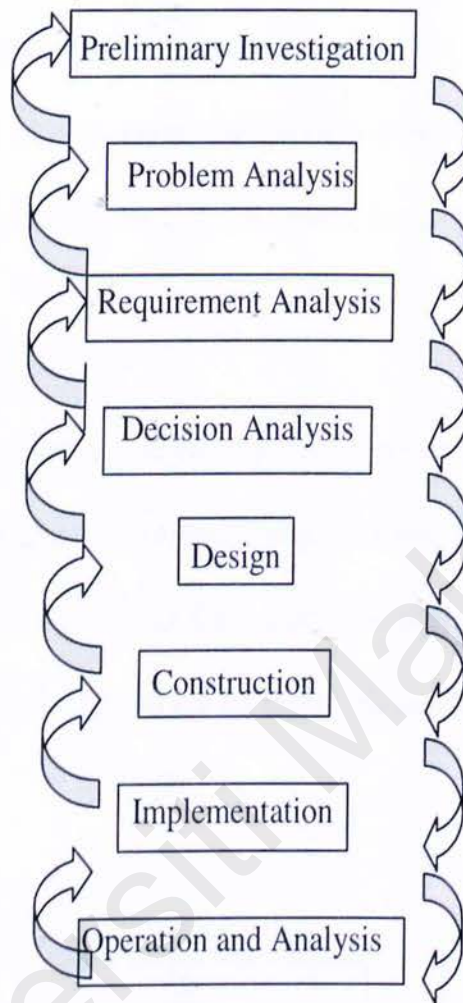 Preliminary Investigation
Problem Analysis
Requirement Analysis
Decision Analysis
Design
Construction
Implementation
Operation and Analysis